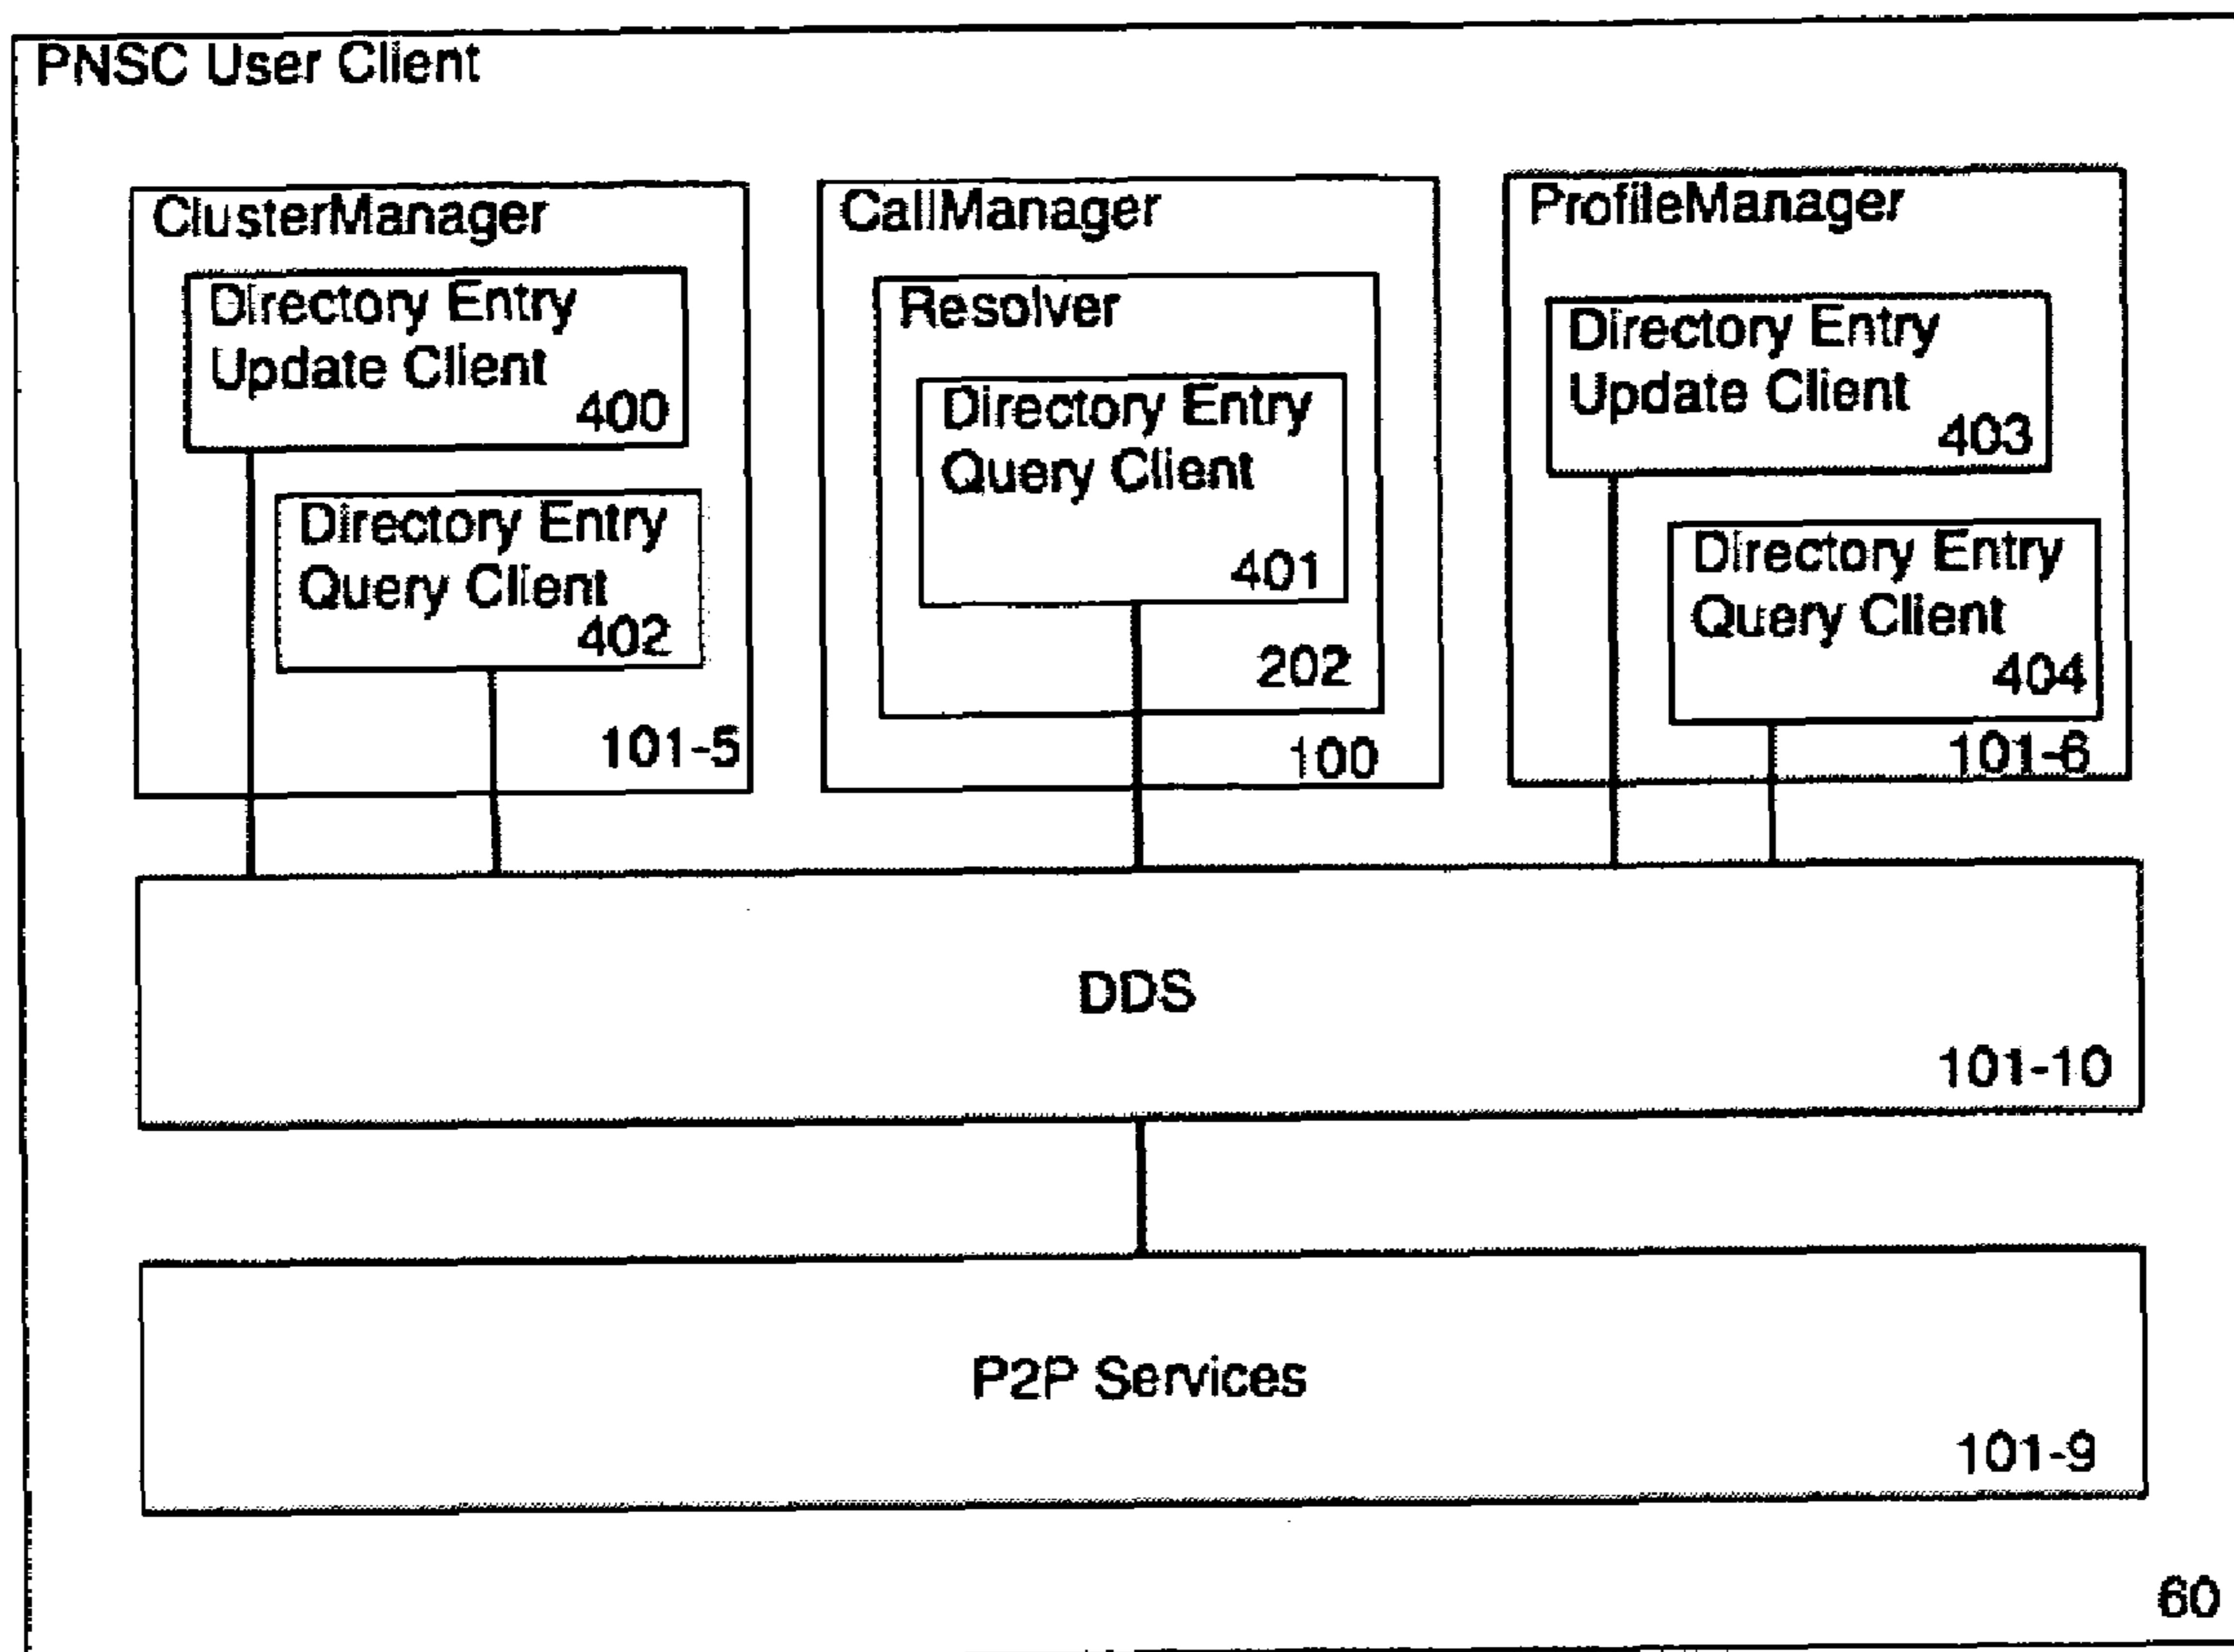 PNSC User Client
ClusterManager
Directory Entry
Update Client
400
Directory Entry
Query Client
402
101-5
CallManager
Resolver
Directory Entry
Query Client
401
202
100
ProfileManager
Directory Entry
Update Client
403
Directory Entry
Query Client
404
101-6
DDS
101-10
P2P Services
101-9
60